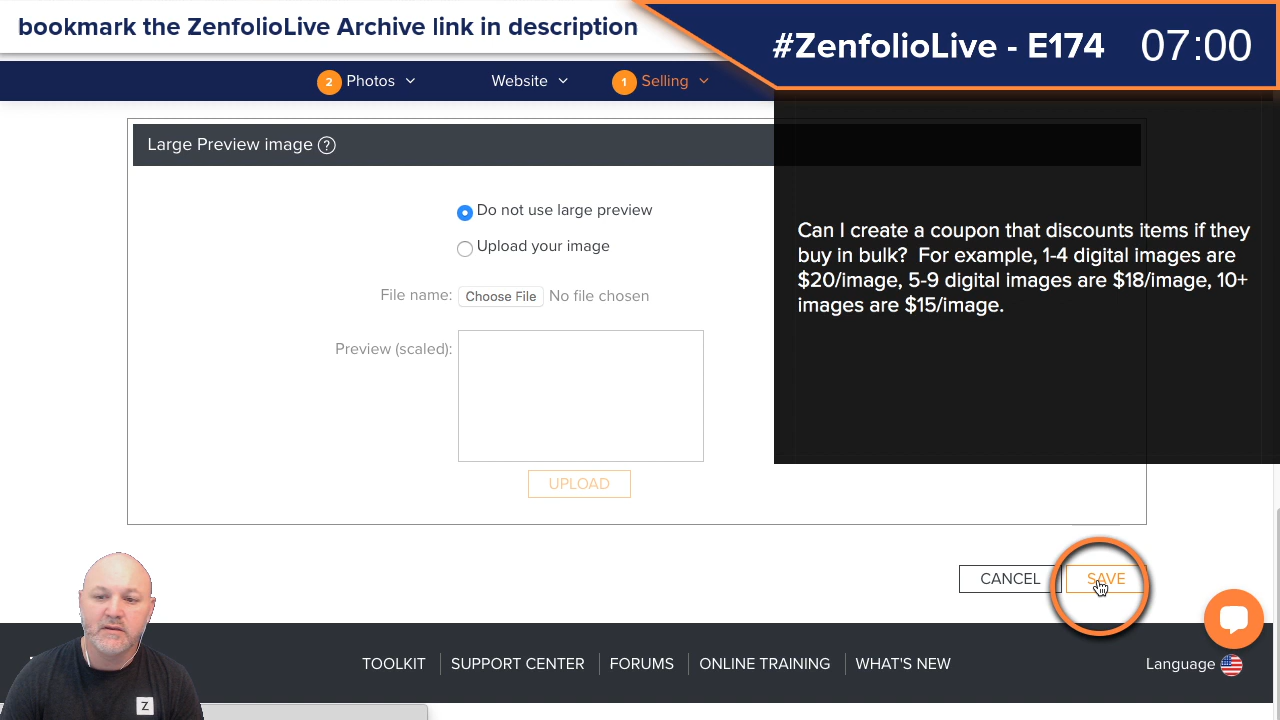 bookmark the ZenfolioLive Archive link in description
#ZenfolioLive - E174 07:00
2 Photos Website 1 Selling
Large Preview image ?
Do not use large preview
Upload your image
File name: Choose File No file chosen
Preview (scaled):
UPLOAD
Can I create a coupon that discounts items if they
buy in bulk? For example, 1-4 digital images are
$20/image, 5-9 digital images are $18/image, 10+
images are $15/image.
CANCEL SAVE
TOOLKIT SUPPORT CENTER FORUMS ONLINE TRAINING WHAT'S NEW Language
Z